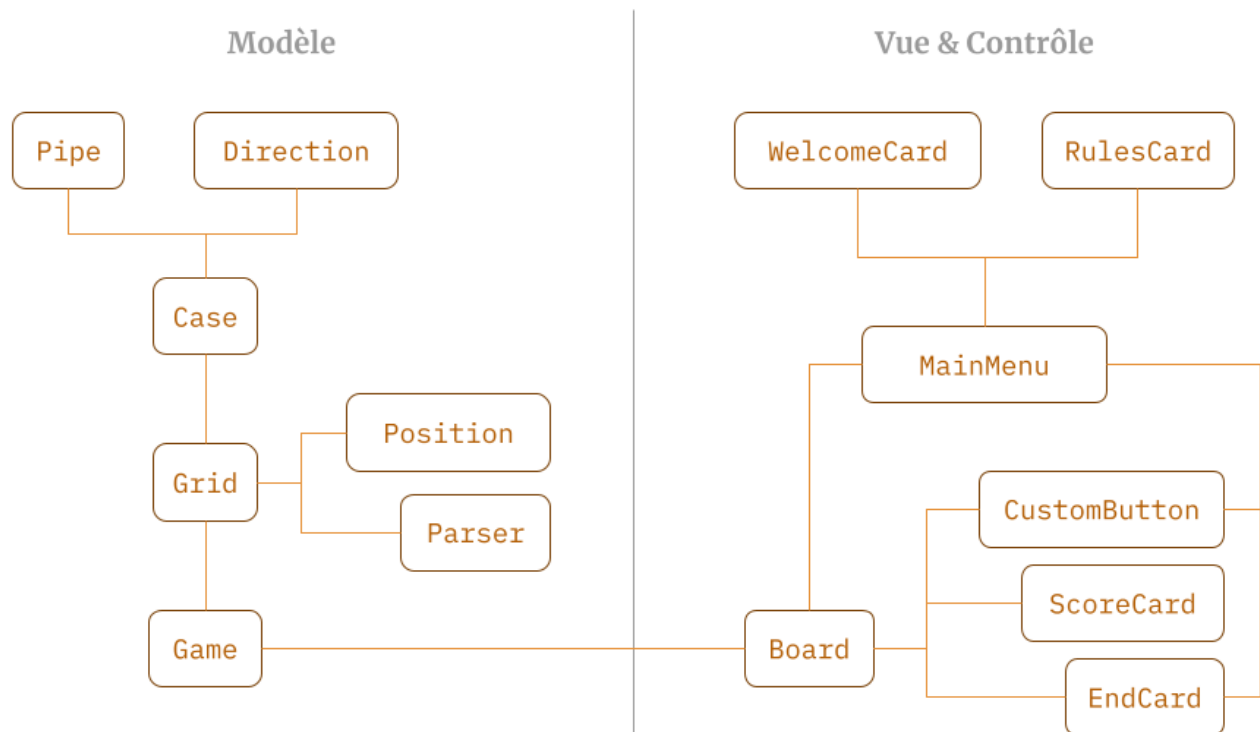 Modèle
Vue & Contrôle
Pipe
Direction
WelcomeCard
RulesCard
Case
MainMenu
Position
Grid
CustomButton
Parser
ScoreCard
Game
Board
EndCard